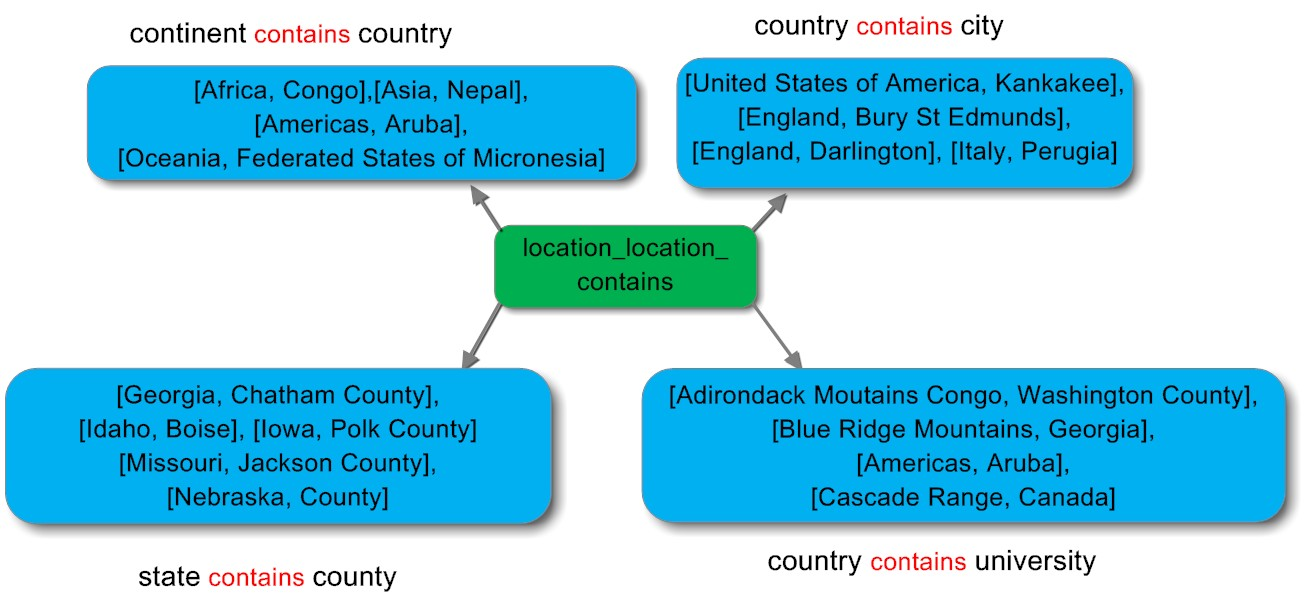 continent contains country
[Africa, Congo],[Asia, Nepal],
[Americas, Aruba],
[Oceania, Federated States of Micronesia]
country contains city
[United States of America, Kankakee],
[England, Bury St Edmunds],
[England, Darlington], [Italy, Perugia]
location_location_
contains
[Georgia, Chatham County],
[Idaho, Boise], [Iowa, Polk County]
[Missouri, Jackson County],
[Nebraska, County]
state contains county
[Adirondack Moutains Congo, Washington County],
[Blue Ridge Mountains, Georgia],
[Americas, Aruba],
[Cascade Range, Canada]
country contains university